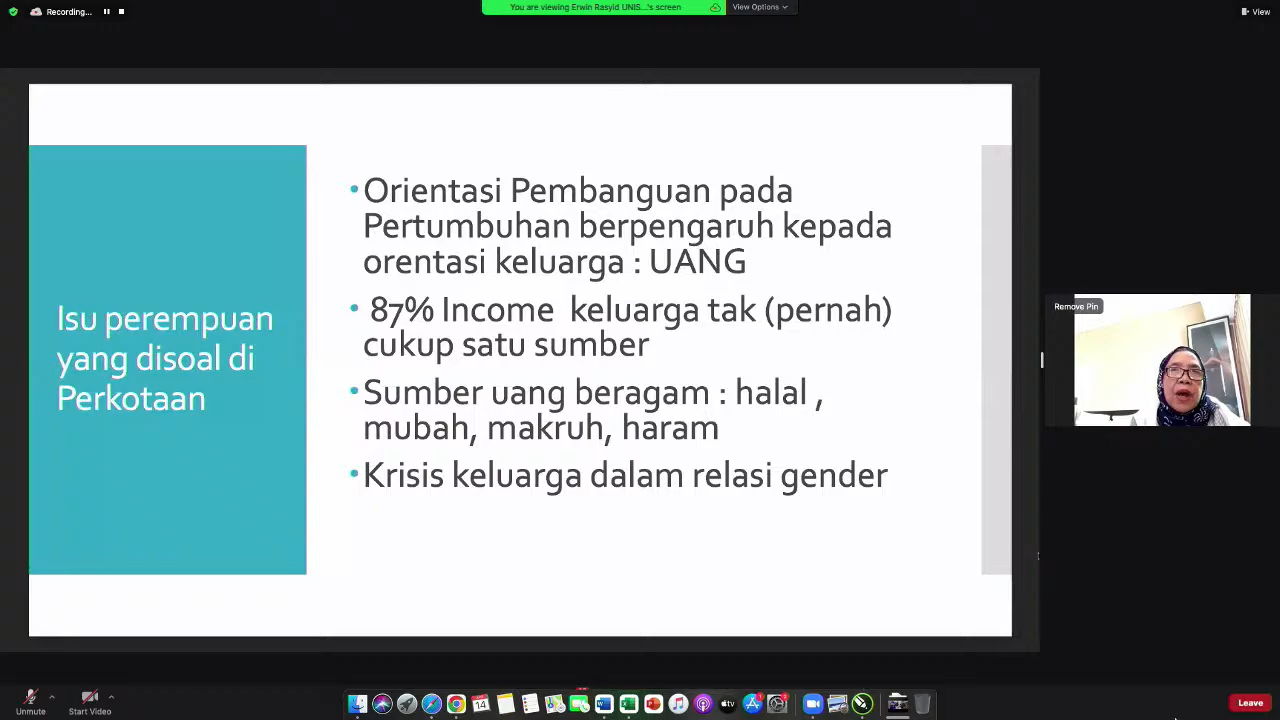 Recording...
You are viewing Erwin Rasyid UNIS...'s screen
View Options
View
Isu perempuan
yang disoal di
Perkotaan
•Orientasi Pembanguan pada
Pertumbuhan berpengaruh kepada
orentasi keluarga : UANG
• 87% Income keluarga tak (pernah)
cukup satu sumber
•Sumber uang beragam : halal ,
mubah, makruh, haram
•Krisis keluarga dalam relasi gender
Remove Pin
Unmute
Start Video
14
tv
Leave